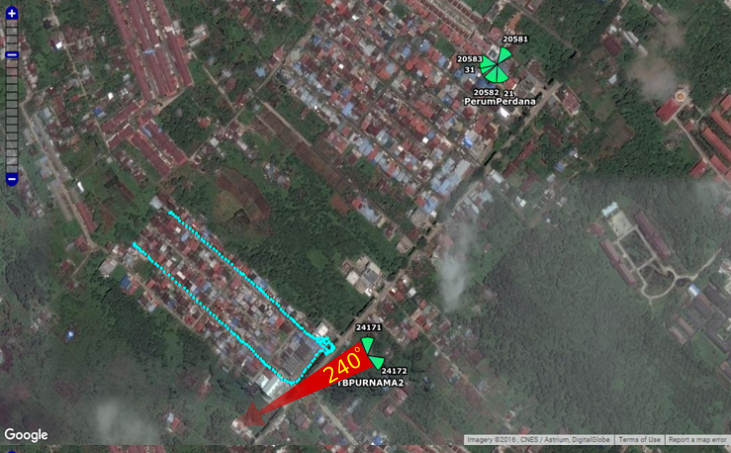 20581
20583
31
20582 21
PerumPerdana
24171
240°
24172
TBPURNAMA2
Google
Imagery ©2016, CNES / Astrium, DigitalGlobe
Terms of Use
Report a map error